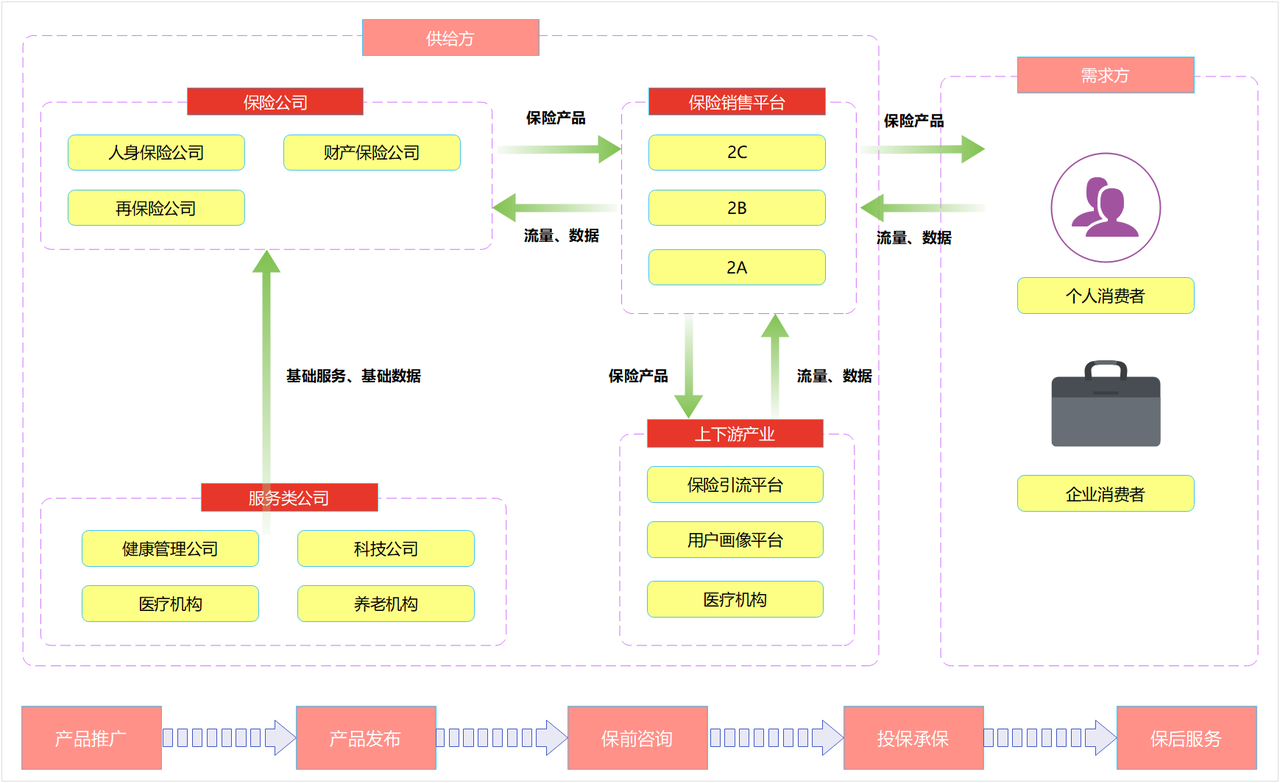 供给方
需求方
保险公司
人身保险公司
财产保险公司
再保险公司
保险产品
流量、数据
保险销售平台
2C
2B
2A
保险产品
流量、数据
个人消费者
企业消费者
基础服务、基础数据
保险产品
流量、数据
服务类公司
健康管理公司
科技公司
医疗机构
养老机构
上下游产业
保险引流平台
用户画像平台
医疗机构
产品推广
产品发布
保前咨询
投保承保
保后服务